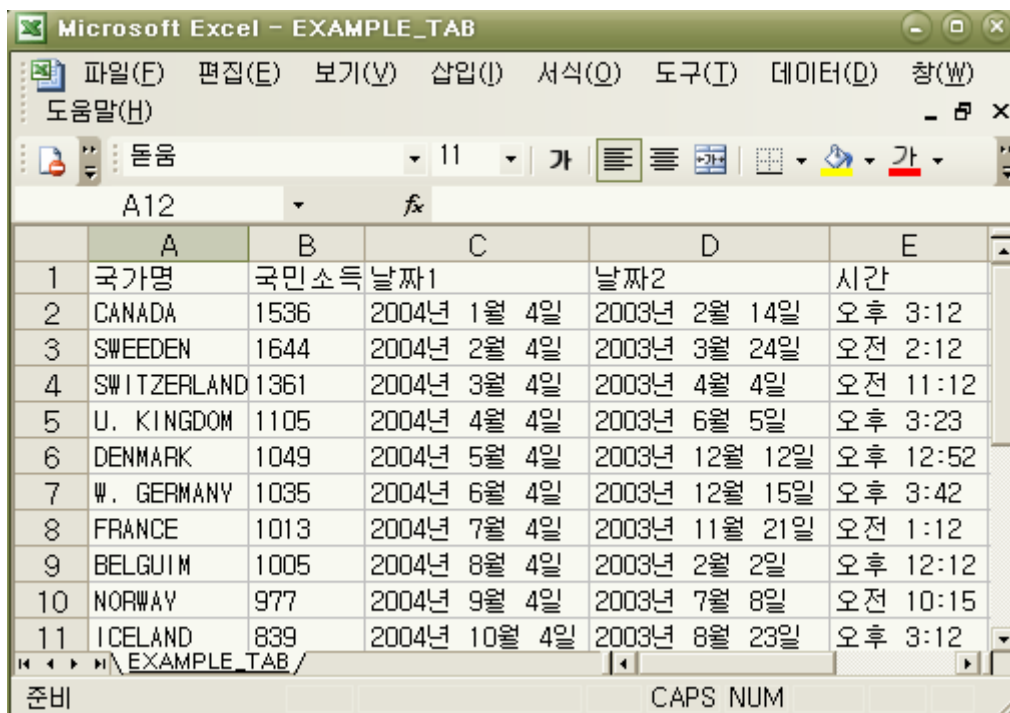 Microsoft Excel - EXAMPLE_TAB
파일(F) 편집(E) 보기(V) 삽입(I) 서식(O) 도구(T) 데이터(D) 창(W)
도움말(H)
돋움 11 가 가
A12 fx
A B C D E
1 국가명 국민소득 날짜1 날짜2 시간
2 CANADA 1536 2004년 1월 4일 2003년 2월 14일 오후 3:12
3 SWEEDEN 1644 2004년 2월 4일 2003년 3월 24일 오전 2:12
4 SWITZERLAND 1361 2004년 3월 4일 2003년 4월 4일 오전 11:12
5 U. KINGDOM 1105 2004년 4월 4일 2003년 6월 5일 오후 3:23
6 DENMARK 1049 2004년 5월 4일 2003년 12월 12일 오후 12:52
7 W. GERMANY 1035 2004년 6월 4일 2003년 12월 15일 오후 3:42
8 FRANCE 1013 2004년 7월 4일 2003년 11월 21일 오전 1:12
9 BELGUIM 1005 2004년 8월 4일 2003년 2월 2일 오후 12:12
10 NORWAY 977 2004년 9월 4일 2003년 7월 8일 오전 10:15
11 ICELAND 839 2004년 10월 4일 2003년 8월 23일 오후 3:12
EXAMPLE_TAB
준비 CAPS NUM